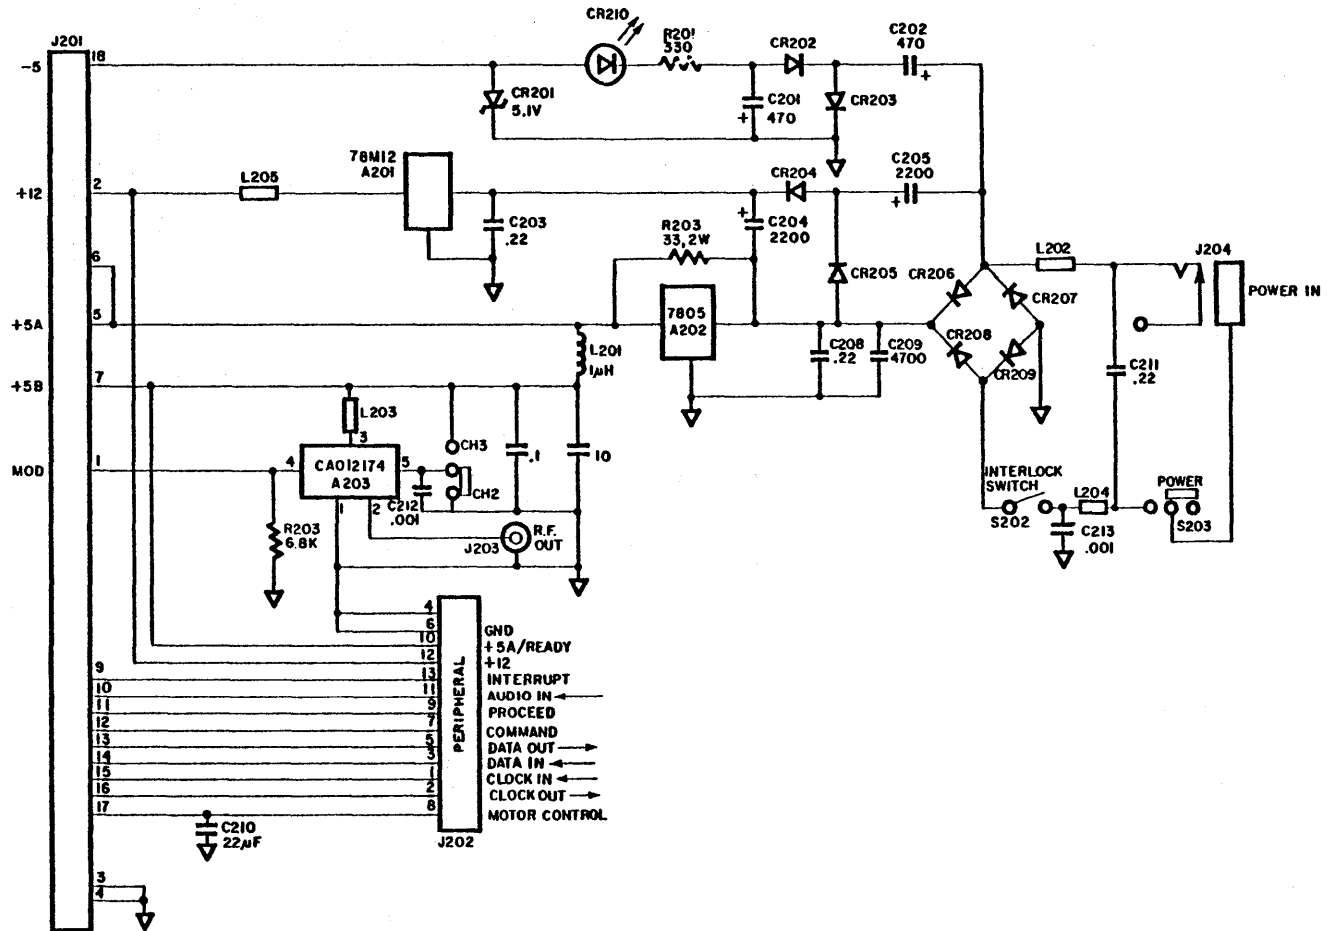 CR210
R201
330
CR202
C202
470
+
J201
18
-5
CR201
5.1V
C201
470
+
CR203
78M12
A201
L205
2
+12
C203
.22
CR204
C205
2200
+
+
C204
2200
R203
33,2W
CR205
6
5
+5A
7805
A202
L201
1μH
C208
.22
C209
4700
CR206
CR207
CR208
CR209
L202
J204
POWER IN
C211
.22
7
+5B
L203
3
1
MOD
4
CA012174
A203
5
1
2
C212
.001
CH3
CH2
.1
10
R203
6.8K
J203
R.F.
OUT
INTERLOCK
SWITCH
S202
L204
C213
.001
POWER
S203
4
6
GND
10
+5A/READY
12
+12
9
13
INTERRUPT
10
11
AUDIO IN
11
9
PROCEED
12
7
COMMAND
13
5
DATA OUT
14
3
DATA IN
15
1
CLOCK IN
16
2
CLOCK OUT
17
8
MOTOR CONTROL
PERIPHERAL
J202
C210
22μF
3
4